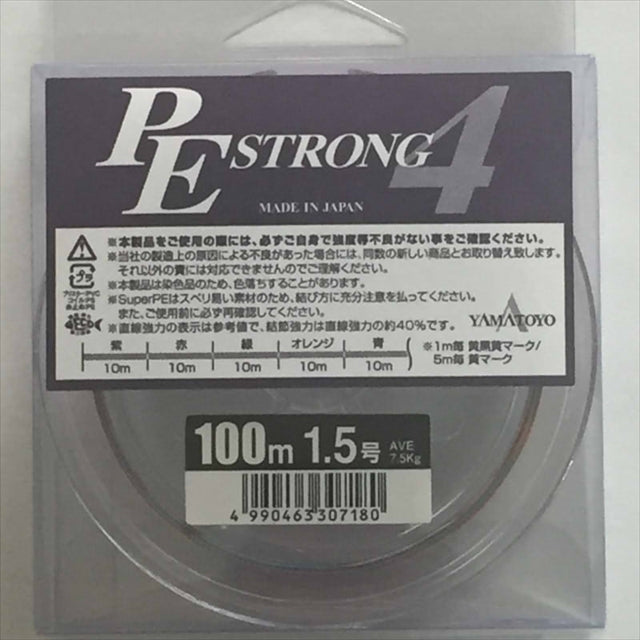 PE STRONG 4
MADE IN JAPAN
※本製品をご使用の際には、必ずご自身で強度等不良がない事をご確認ください。
※当社の製造上の原因による不良があった場合には、同数の新しい商品とお取り替え致します。
それ以外の責には対応できませんのでご理解ください。
※本製品は染色品のため、色落ちすることがあります。
※SuperPEはスベリ易い素材のため、結び方に充分注意を払ってください。
また、ご使用前に必ず再確認してください。
※直線強力の表示は参考値で、結節強力は直線強力の約40%です。
プラ
YAMATOYO
紫 赤 緑 オレンジ 青
10m 10m 10m 10m 10m
※1m毎 黄黒黄マーク/
5m毎 黄マーク
100m 1.5号 AVE
7.5Kg
4 990463 307180